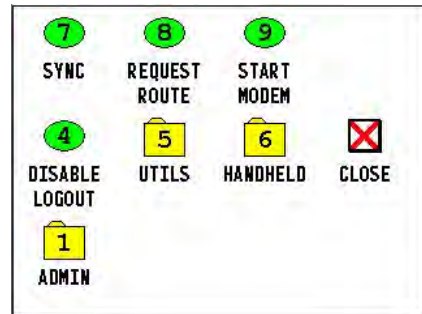 7 8 9
SYNC REQUEST START
ROUTE MODEM
4 5 6
DISABLE UTILS HANDHELD CLOSE
LOGOUT
1
ADMIN